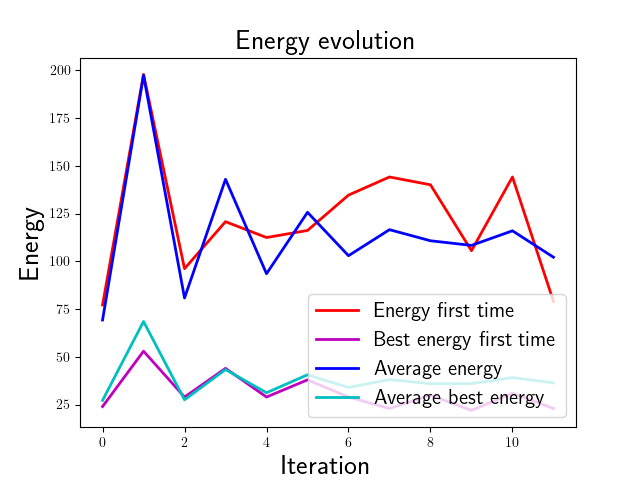 Energy evolution
200
175
150
125
100
75
50
25
Energy
Energy first time
Best energy first time
Average energy
Average best energy
0 2 4 6 8 10
Iteration